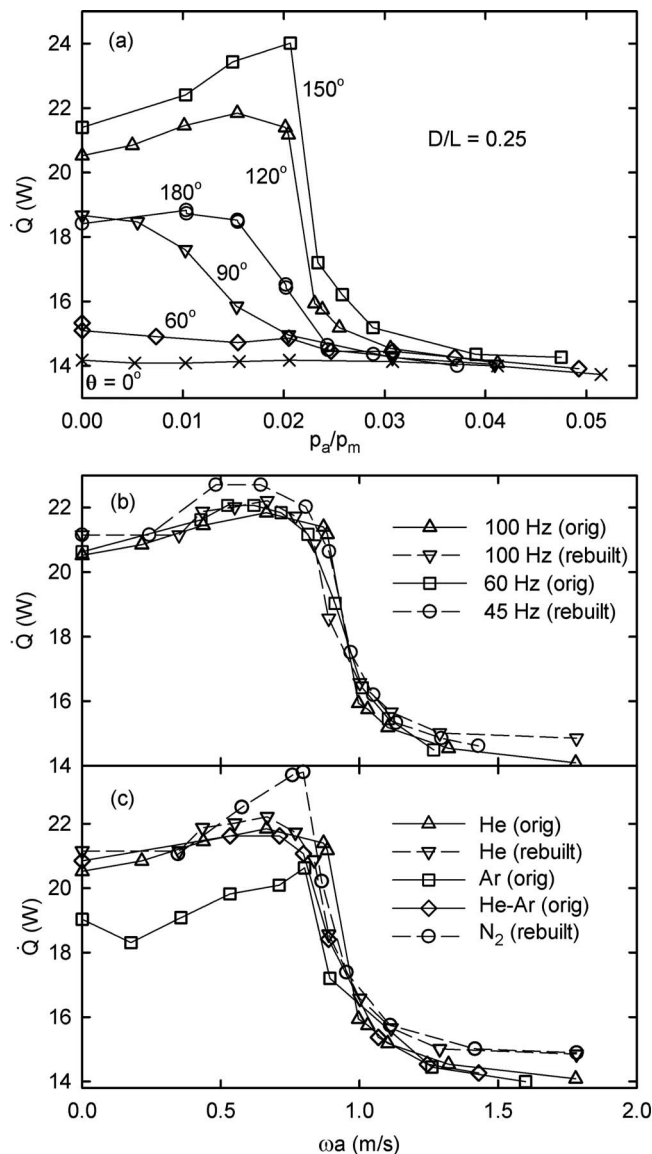 (a)
24
22
20
18
16
14
Q̇ (W)
150°
120°
D/L = 0.25
180°
90°
60°
θ = 0°
0.00 0.01 0.02 0.03 0.04 0.05
pₐ/pₘ
(b)
22
20
18
16
14
Q̇ (W)
100 Hz (orig)
100 Hz (rebuilt)
60 Hz (orig)
45 Hz (rebuilt)
(c)
22
20
18
16
14
Q̇ (W)
He (orig)
He (rebuilt)
Ar (orig)
He-Ar (orig)
N₂ (rebuilt)
0.0 0.5 1.0 1.5 2.0
ωa (m/s)